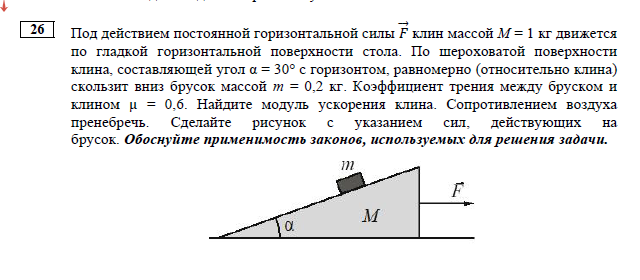 26
Под действием постоянной горизонтальной силы F клин массой M = 1 кг движется
по гладкой горизонтальной поверхности стола. По шероховатой поверхности
клина, составляющей угол α = 30° с горизонтом, равномерно (относительно клина)
скользит вниз брусок массой m = 0,2 кг. Коэффициент трения между бруском и
клином μ = 0,6. Найдите модуль ускорения клина. Сопротивлением воздуха
пренебречь. Сделайте рисунок с указанием сил, действующих на
брусок. Обоснуйте применимость законов, используемых для решения задачи.
m
F
M
α